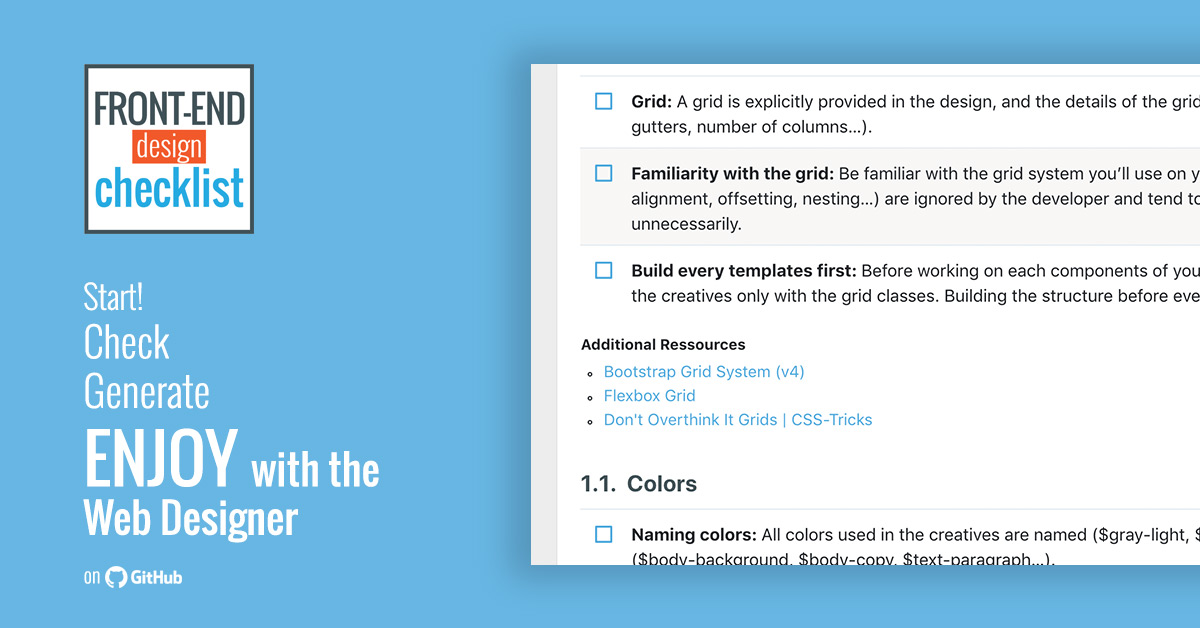 FRONT-END
design
checklist
Start!
Check
Generate
ENJOY with the
Web Designer
on GitHub
Grid: A grid is explicitly provided in the design, and the details of the grid
gutters, number of columns...).
Familiarity with the grid: Be familiar with the grid system you’ll use on y
alignment, offsetting, nesting...) are ignored by the developer and tend to
unnecessarily.
Build every templates first: Before working on each components of you
the creatives only with the grid classes. Building the structure before eve
Additional Ressources
Bootstrap Grid System (v4)
Flexbox Grid
Don't Overthink It Grids | CSS-Tricks
1.1. Colors
Naming colors: All colors used in the creatives are named ($gray-light, $
($body-background, $body-copy, $text-paragraph...).